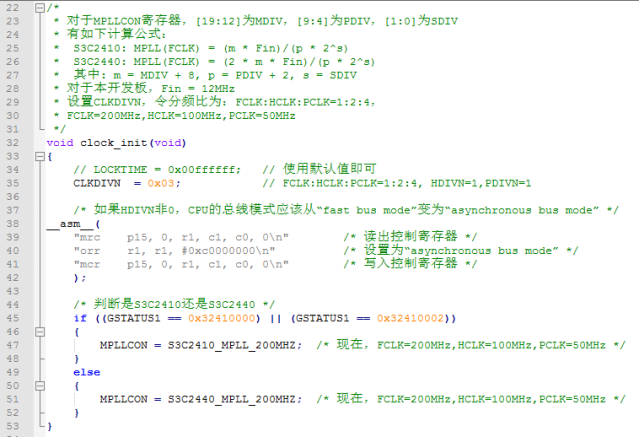 22 /*
23 * 对于MPLLCON寄存器，[19:12]为MDIV，[9:4]为PDIV，[1:0]为SDIV
24 * 有如下计算公式：
25 * S3C2410: MPLL(FCLK) = (m * Fin)/(p * 2^s)
26 * S3C2440: MPLL(FCLK) = (2 * m * Fin)/(p * 2^s)
27 * 其中: m = MDIV + 8, p = PDIV + 2, s = SDIV
28 * 对于本开发板，Fin = 12MHz
29 * 设置CLKDIVN，令分频比为：FCLK:HCLK:PCLK=1:2:4，
30 * FCLK=200MHz,HCLK=100MHz,PCLK=50MHz
31 */
32 void clock_init(void)
33 {
34 // LOCKTIME = 0x00ffffff; // 使用默认值即可
35 CLKDIVN = 0x03; // FCLK:HCLK:PCLK=1:2:4, HDIVN=1,PDIVN=1
36
37 /* 如果HDIVN非0，CPU的总线模式应该从“fast bus mode”变为“asynchronous bus mode” */
38 __asm__(
39 "mrc p15, 0, r1, c1, c0, 0\n" /* 读出控制寄存器 */
40 "orr r1, r1, #0xc0000000\n" /* 设置为“asynchronous bus mode” */
41 "mcr p15, 0, r1, c1, c0, 0\n" /* 写入控制寄存器 */
42 );
43
44 /* 判断是S3C2410还是S3C2440 */
45 if ((GSTATUS1 == 0x32410000) || (GSTATUS1 == 0x32410002))
46 {
47 MPLLCON = S3C2410_MPLL_200MHZ; /* 现在，FCLK=200MHz,HCLK=100MHz,PCLK=50MHz */
48 }
49 else
50 {
51 MPLLCON = S3C2440_MPLL_200MHZ; /* 现在，FCLK=200MHz,HCLK=100MHz,PCLK=50MHz */
52 }
53 }